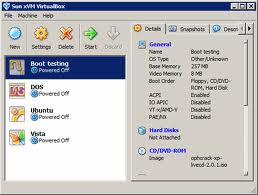 Sun xVM VirtualBox
File Machine Help
New Settings Delete Start Discard
Boot testing
Powered Off
DOS
Powered Off
Ubuntu
Powered Off
Vista
Powered Off
Details Snapshots Descri
General
Name Boot testing
OS Type Other/Unknown
Base Memory 257 MB
Video Memory 8 MB
Boot Order Floppy, CD/DVD-
ROM, Hard Disk
ACPI Enabled
IO APIC Disabled
VT-x/AMD-V Disabled
PAE/NX Disabled
Hard Disks
Not Attached
CD/DVD-ROM
Image ophcrack-xp-
livecd-2.0.1.iso